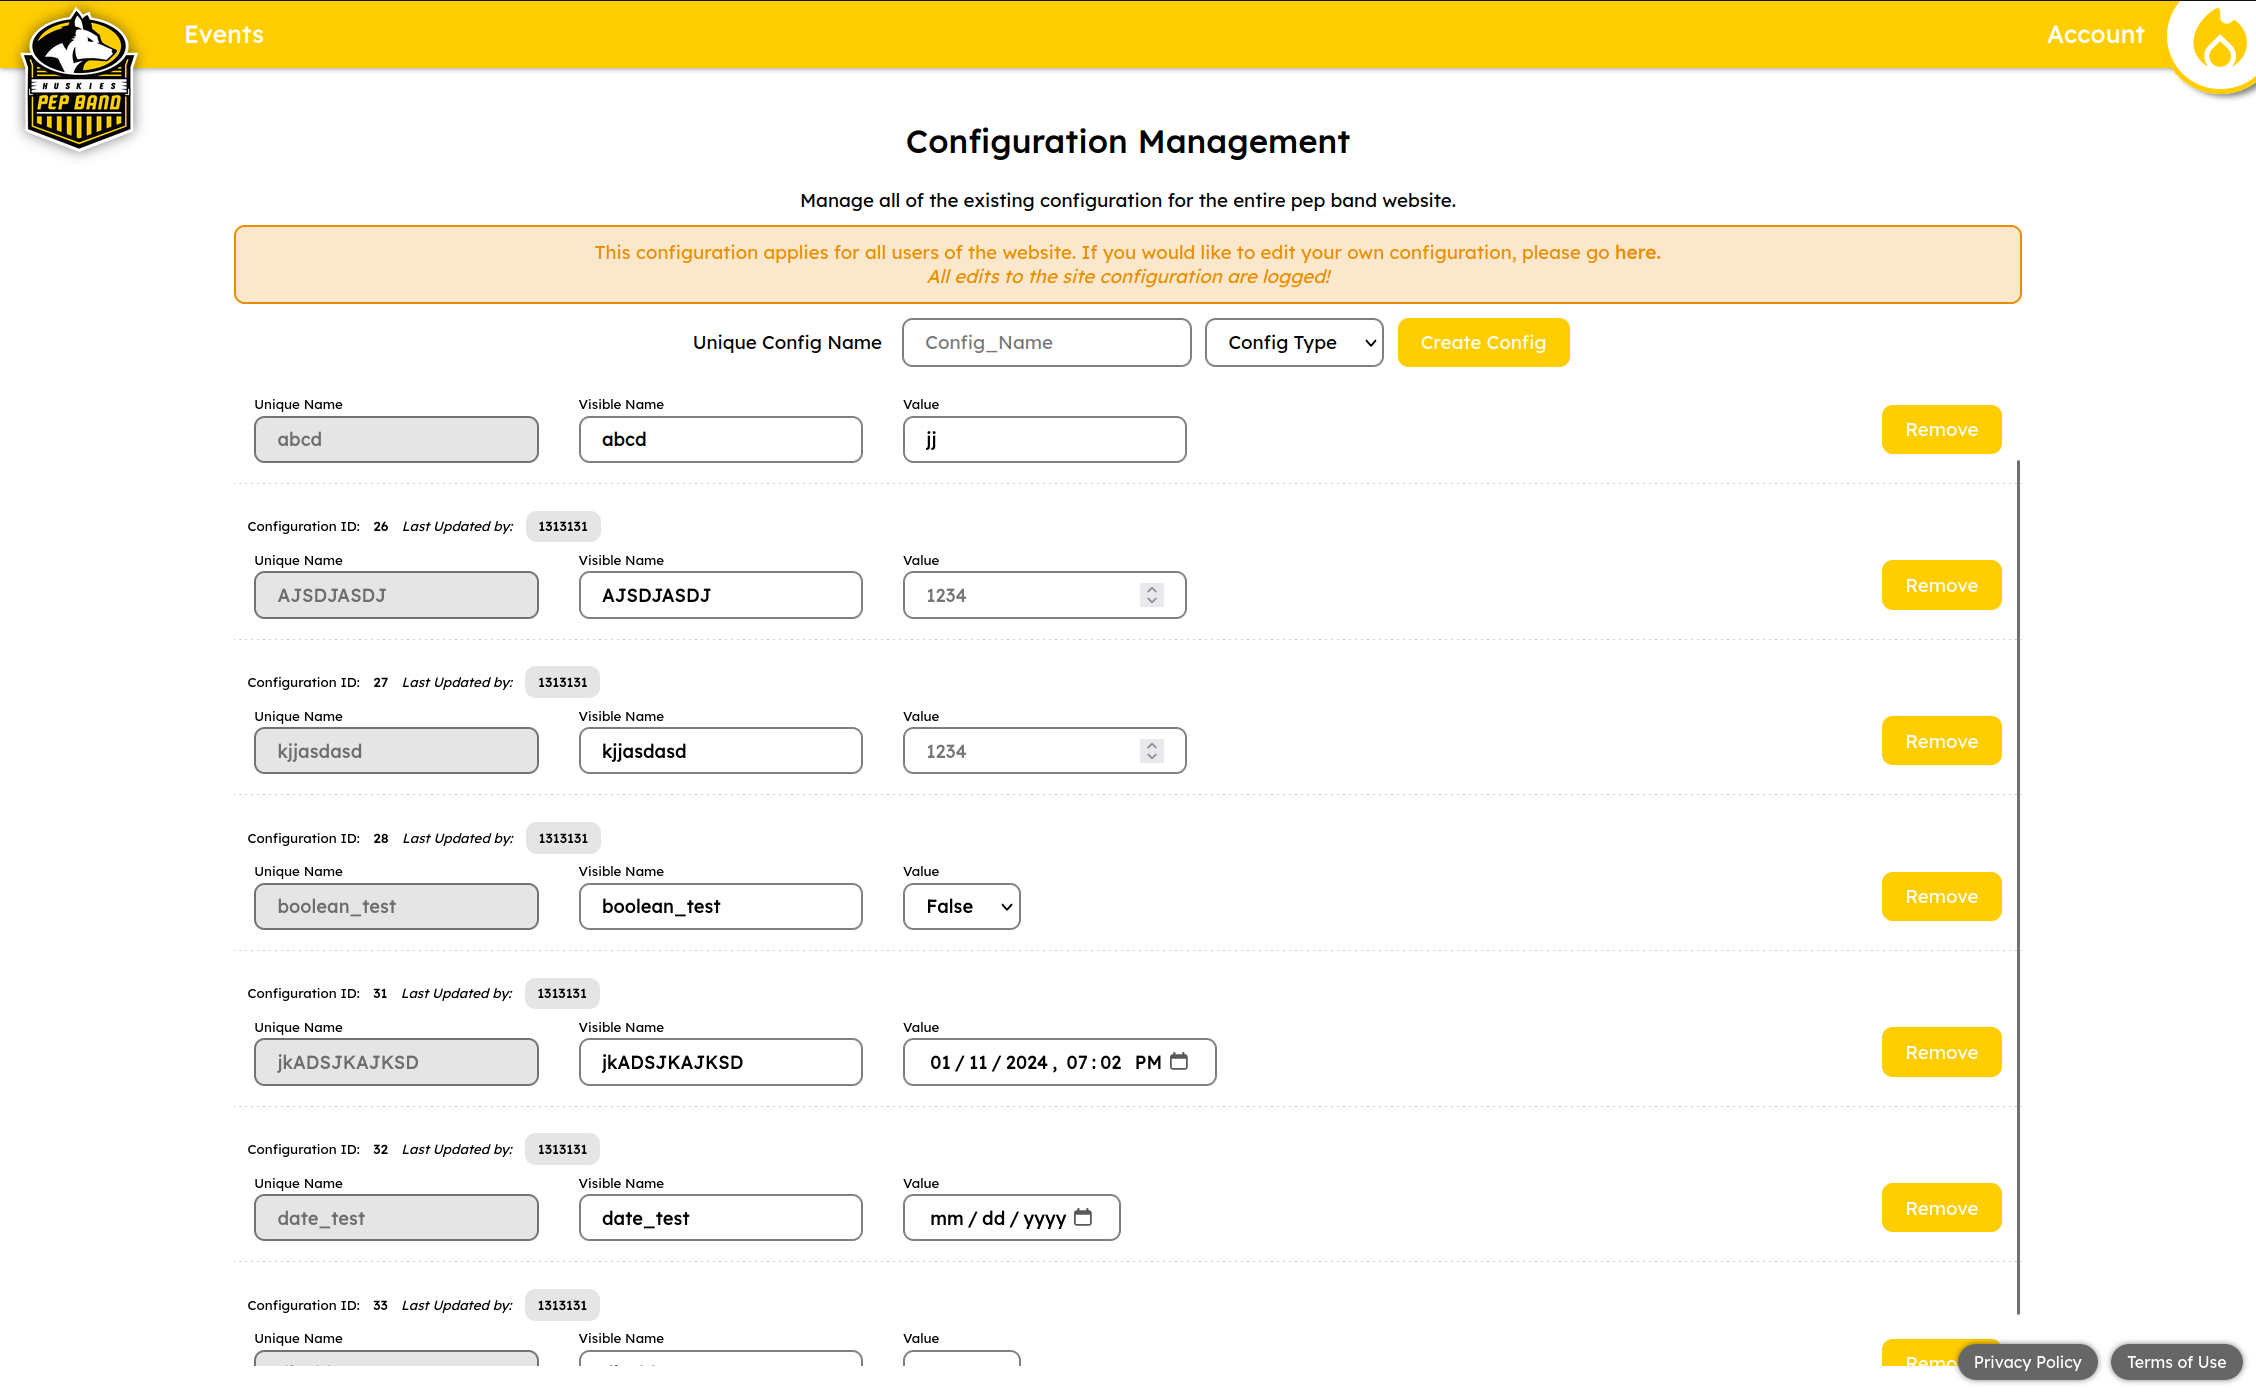 Events
Account
HUSKIES
PEP BAND
Configuration Management
Manage all of the existing configuration for the entire pep band website.
This configuration applies for all users of the website. If you would like to edit your own configuration, please go here.
All edits to the site configuration are logged!
Unique Config Name Config_Name Config Type Create Config
Unique Name Visible Name Value
abcd abcd jj Remove
Configuration ID: 26 Last Updated by: 1313131
Unique Name Visible Name Value
AJSDJASDJ AJSDJASDJ 1234 Remove
Configuration ID: 27 Last Updated by: 1313131
Unique Name Visible Name Value
kjjasdasd kjjasdasd 1234 Remove
Configuration ID: 28 Last Updated by: 1313131
Unique Name Visible Name Value
boolean_test boolean_test False Remove
Configuration ID: 31 Last Updated by: 1313131
Unique Name Visible Name Value
jkADSJKAJKSD jkADSJKAJKSD 01/11/2024, 07:02 PM Remove
Configuration ID: 32 Last Updated by: 1313131
Unique Name Visible Name Value
date_test date_test mm/dd/yyyy Remove
Configuration ID: 33 Last Updated by: 1313131
Unique Name Visible Name Value
Privacy Policy Terms of Use